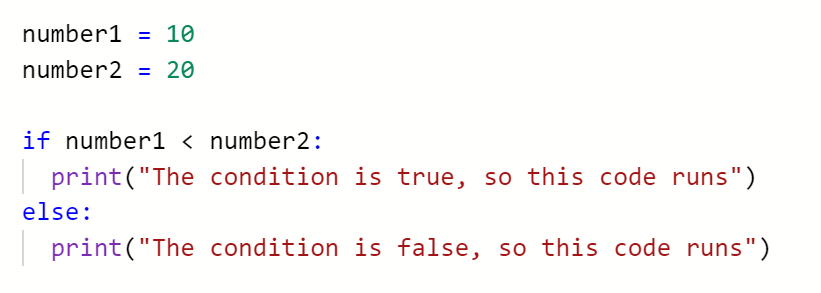 number1 = 10
number2 = 20
if number1 < number2:
print("The condition is true, so this code runs")
else:
print("The condition is false, so this code runs")